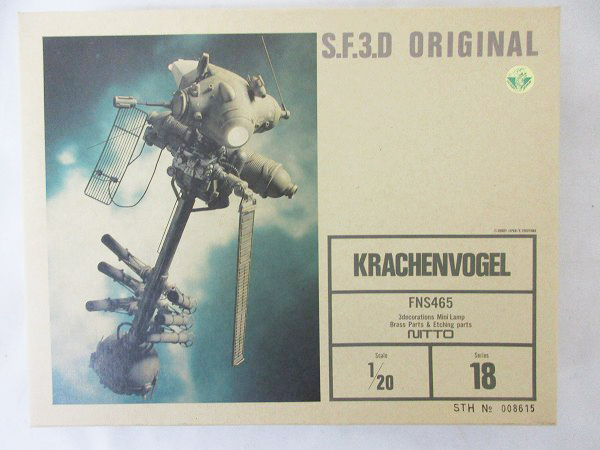 S.F.3.D ORIGINAL
KRACHENVOGEL
FNS465
3decorations Mini Lamp
Brass Parts & Etching parts
NITTO
Scale
1/20
Series
18
STH No 008615